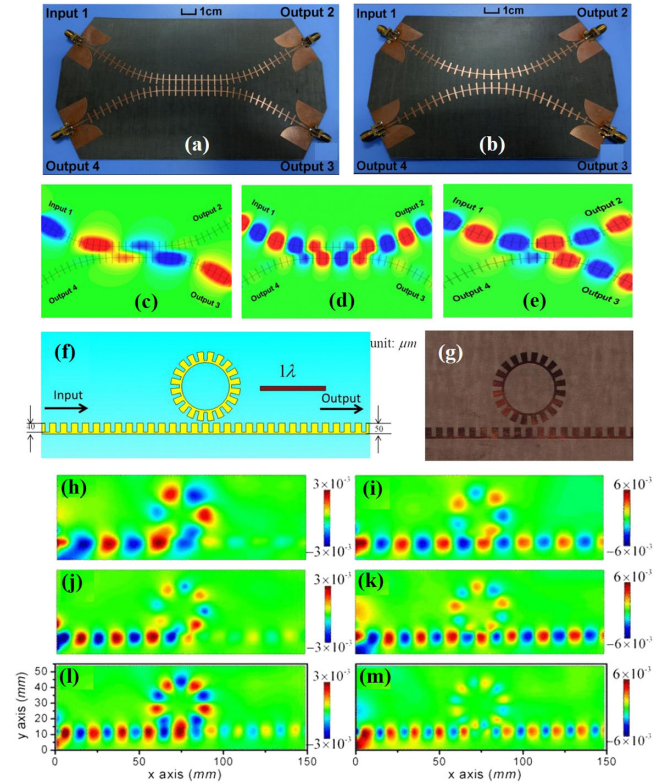 Input 1
1cm
Output 2
(a)
Output 4
Output 3
Input 1
1cm
Output 2
(b)
Output 4
Output 3
Input 1
Output 2
Output 4
Output 3
(c)
Input 1
Output 2
Output 4
Output 3
(d)
Input 1
Output 2
Output 4
Output 3
(e)
(f)
unit: μm
1λ
Input
Output
40
50
(g)
(h)
3×10⁻³
−3×10⁻³
(i)
6×10⁻³
−6×10⁻³
(j)
3×10⁻³
−3×10⁻³
(k)
6×10⁻³
−6×10⁻³
(l)
3×10⁻³
−3×10⁻³
(m)
6×10⁻³
−6×10⁻³
y axis (mm)
50
40
30
20
10
0
0 50 100 150
x axis (mm)
0 50 100 150
x axis (mm)